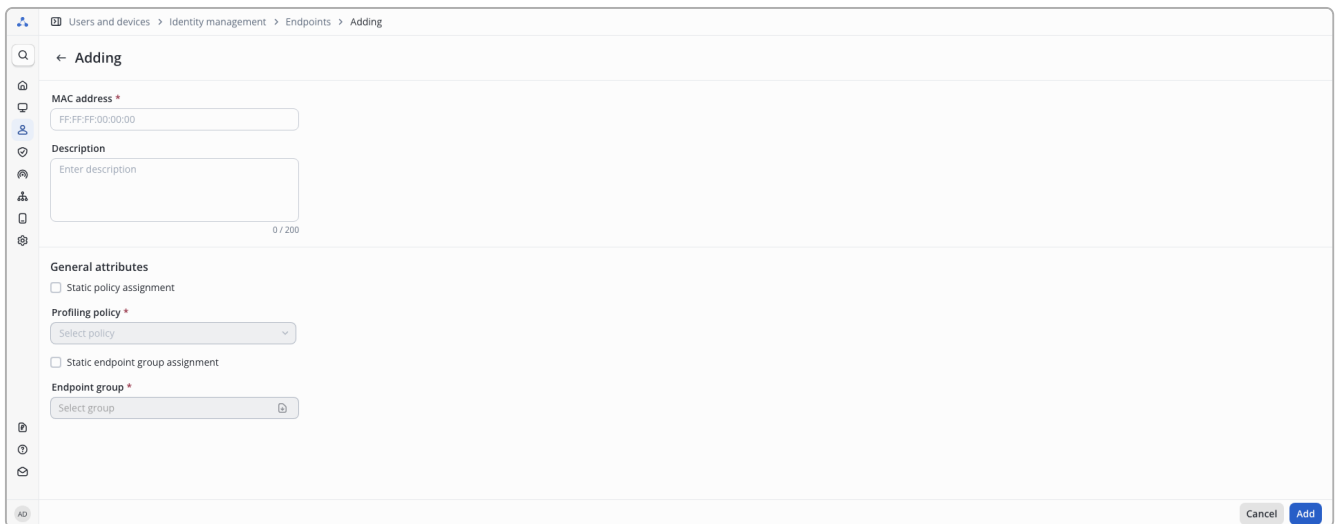 Users and devices > Identity management > Endpoints > Adding
← Adding
MAC address *
FF:FF:FF:00:00:00
Description
Enter description
0 / 200
General attributes
Static policy assignment
Profiling policy *
Select policy
Static endpoint group assignment
Endpoint group *
Select group
AD
Cancel
Add